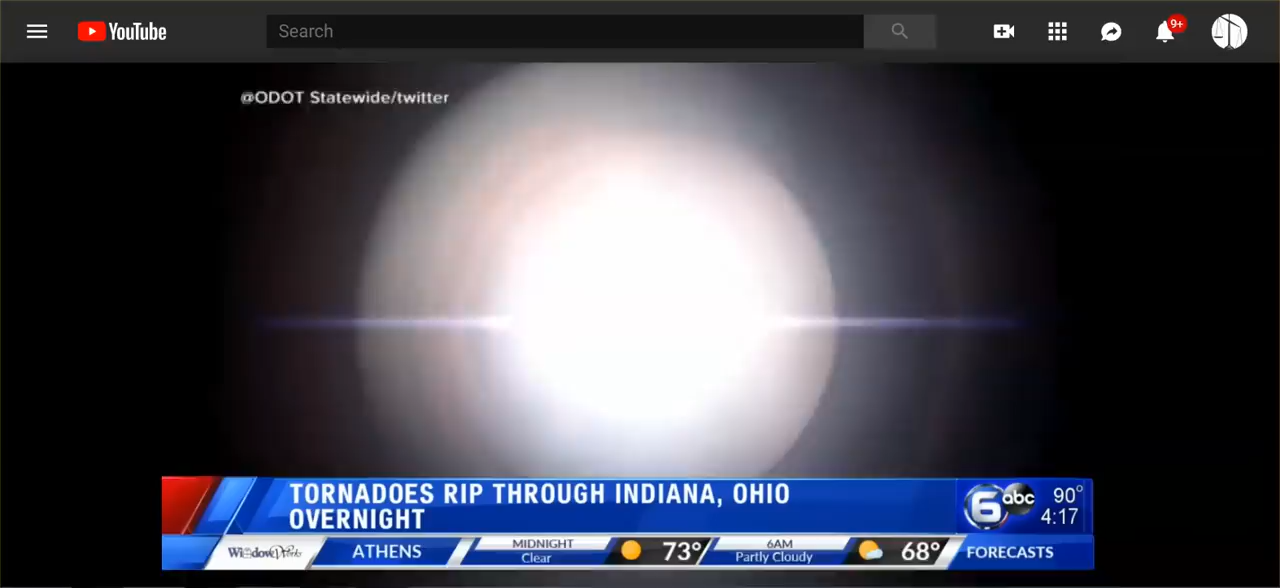 YouTube
Search
9+
@ODOT Statewide/twitter
TORNADOES RIP THROUGH INDIANA, OHIO
OVERNIGHT
6 abc
90°
4:17
ATHENS
MIDNIGHT
Clear
73°
6AM
Partly Cloudy
68°
FORECASTS